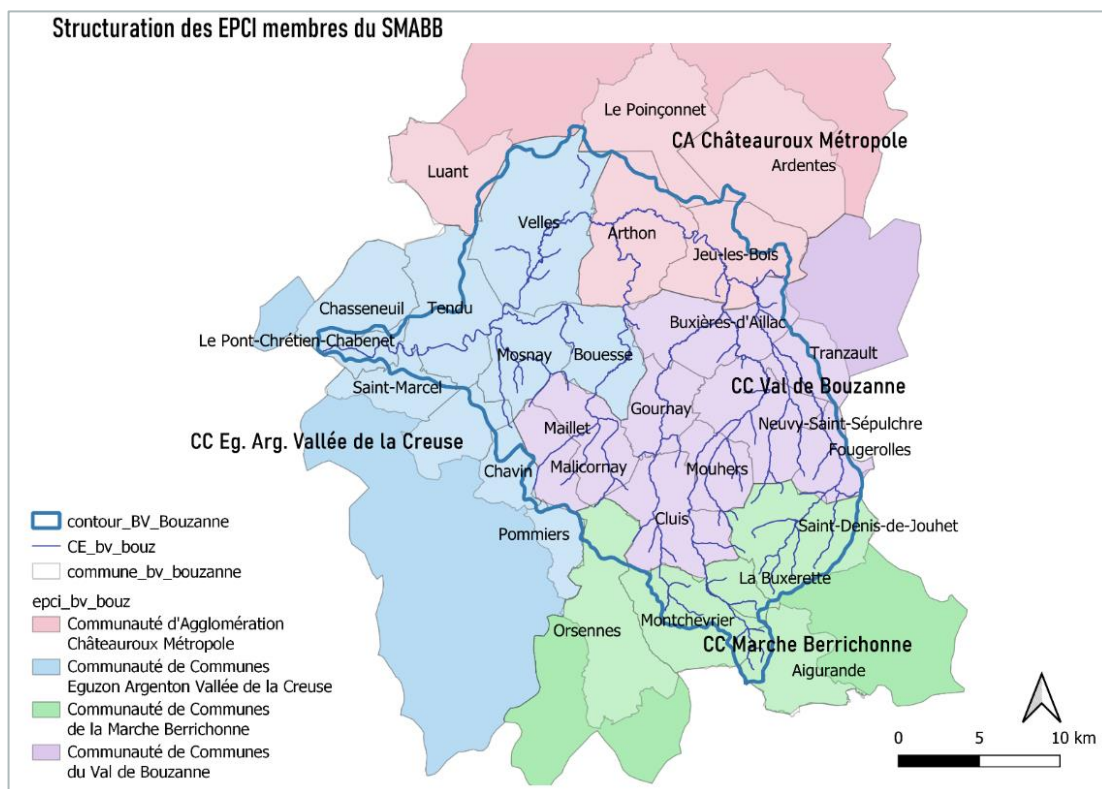 Structuration des EPCI membres du SMABB
Le Poinçonnet
CA Châteauroux Métropole
Ardentes
Luant
Velles
Arthon
Jeu-les-Bois
Chasseneuil
Tendu
Buxières-d'Aillac
Le Pont-Chrétien-Chabenet
Mosnay
Bouesse
Tranzault
Saint-Marcel
CC Val de Bouzanne
Gournay
Maillet
Neuvy-Saint-Sépulchre
CC Eg. Arg. Vallée de la Creuse
Fougerolles
Chavin
Malicornay
Mouhers
Cluis
Saint-Denis-de-Jouhet
Pommiers
La Buxerette
Montchevrier
Orsennes
CC Marche Berrichonne
Aigurande
contour_BV_Bouzanne
CE_bv_bouz
commune_bv_bouzanne
epci_bv_bouz
Communauté d'Agglomération
Châteauroux Métropole
Communauté de Communes
Eguzon Argenton Vallée de la Creuse
Communauté de Communes
de la Marche Berrichonne
Communauté de Communes
du Val de Bouzanne
0 5 10 km